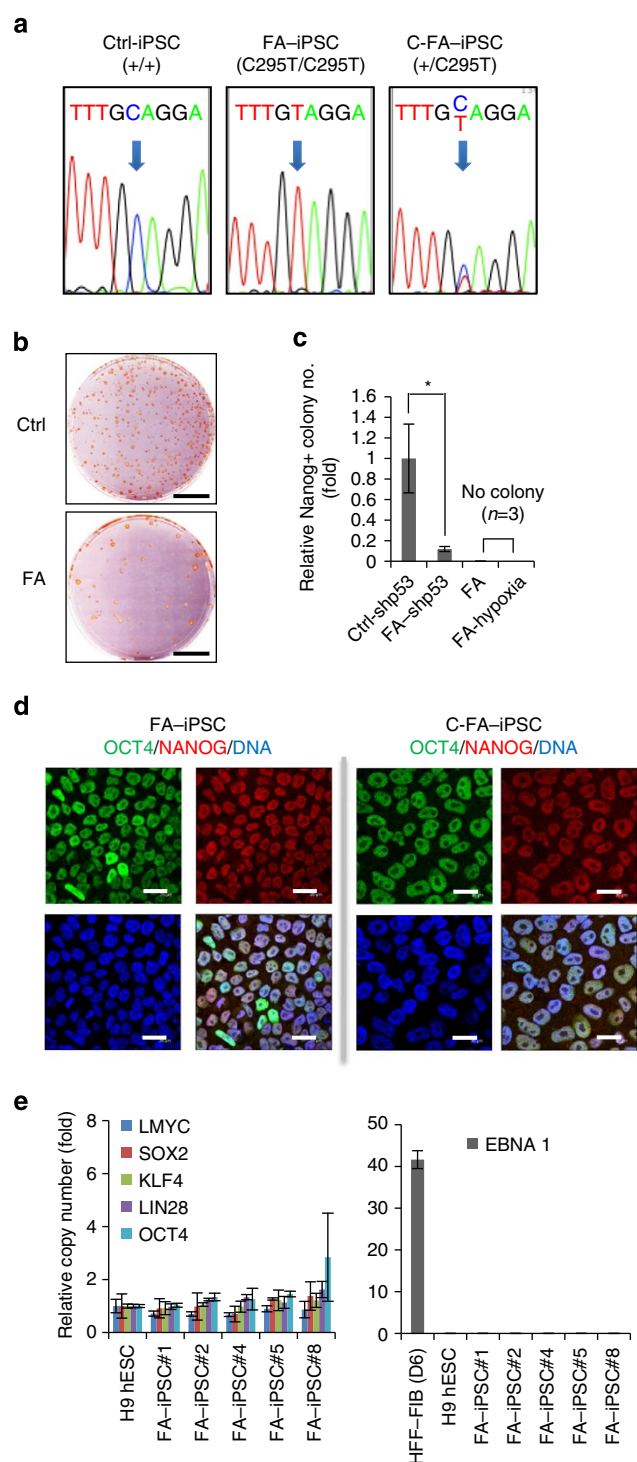 a
Ctrl-iPSC
(+/+)
FA–iPSC
(C295T/C295T)
C-FA–iPSC
(+/C295T)
TTTGCAGGA
TTTGTAGGA
TTTG C/T AGGA
b
Ctrl
FA
c
Relative Nanog+ colony no.
(fold)
1.6
1.4
1.2
1
0.8
0.6
0.4
0.2
0
*
No colony
(n=3)
Ctrl-shp53
FA–shp53
FA
FA-hypoxia
d
FA–iPSC
OCT4/NANOG/DNA
C-FA–iPSC
OCT4/NANOG/DNA
e
Relative copy number (fold)
8
6
4
2
0
LMYC
SOX2
KLF4
LIN28
OCT4
H9 hESC
FA–iPSC#1
FA–iPSC#2
FA–iPSC#4
FA–iPSC#5
FA–iPSC#8
50
40
30
20
10
0
EBNA 1
HFF–FIB (D6)
H9 hESC
FA–iPSC#1
FA–iPSC#2
FA–iPSC#4
FA–iPSC#5
FA–iPSC#8